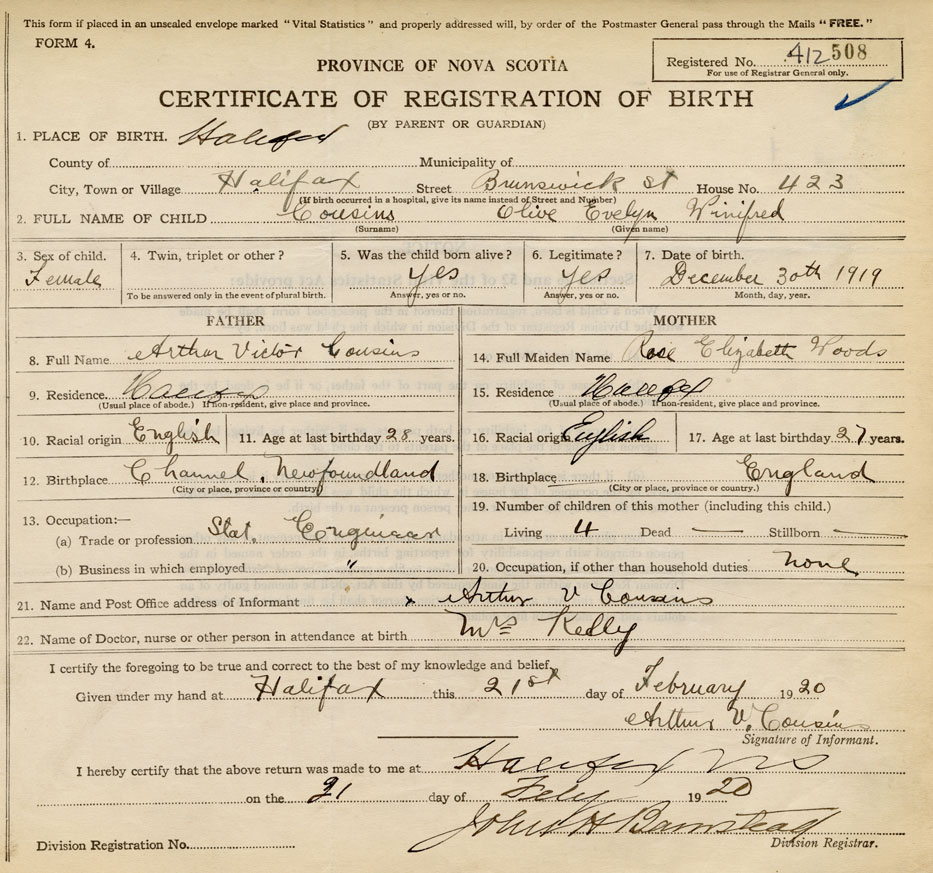 This form if placed in an unsealed envelope marked "Vital Statistics" and properly addressed will, by order of the Postmaster General pass through the Mails "FREE."
FORM 4.
Registered No. 412 508
For use of Registrar General only.
PROVINCE OF NOVA SCOTIA
CERTIFICATE OF REGISTRATION OF BIRTH
(BY PARENT OR GUARDIAN)
1. PLACE OF BIRTH. Halifax
County of Municipality of
City, Town or Village Halifax Street Brunswick St House No. 423
(If birth occurred in a hospital, give its name instead of Street and Number)
2. FULL NAME OF CHILD Cousins Olive Evelyn Winifred
(Surname) (Given name)
3. Sex of child. 4. Twin, triplet or other? 5. Was the child born alive? 6. Legitimate? 7. Date of birth.
Female yes yes December 30th 1919
To be answered only in the event of plural birth. Answer, yes or no. Answer, yes or no. Month, day, year.
FATHER MOTHER
8. Full Name Arthur Victor Cousins 14. Full Maiden Name Rose Elizabeth Woods
9. Residence. Halifax 15. Residence Halifax
(Usual place of abode.) If non-resident, give place and province. (Usual place of abode.) If non-resident, give place and province.
10. Racial origin English 11. Age at last birthday 28 years. 16. Racial origin English 17. Age at last birthday 27 years.
12. Birthplace Channel, Newfoundland 18. Birthplace England
(City or place, province or country) (City or place, province or country.)
13. Occupation:— 19. Number of children of this mother (including this child.)
(a) Trade or profession Stat. Engineer Living 4 Dead — Stillborn —
(b) Business in which employed " 20. Occupation, if other than household duties none
21. Name and Post Office address of Informant x Arthur V Cousins
22. Name of Doctor, nurse or other person in attendance at birth Mrs Kelly
I certify the foregoing to be true and correct to the best of my knowledge and belief.
Given under my hand at Halifax this 21st day of February 1920
Arthur V. Cousins
Signature of Informant.
I hereby certify that the above return was made to me at Halifax NS
on the 21 day of Feby 1920
John H Barnstead
Division Registration No. Division Registrar.